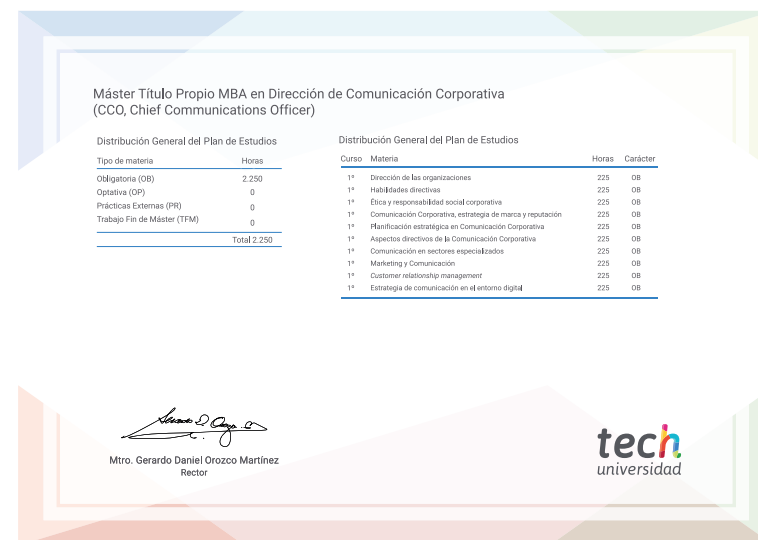 Máster Título Propio MBA en Dirección de Comunicación Corporativa
(CCO, Chief Communications Officer)
Distribución General del Plan de Estudios
Tipo de materia Horas
Obligatoria (OB) 2.250
Optativa (OP) 0
Prácticas Externas (PR) 0
Trabajo Fin de Máster (TFM) 0
Total 2.250
Distribución General del Plan de Estudios
Curso Materia Horas Carácter
1º Dirección de las organizaciones 225 OB
1º Habilidades directivas 225 OB
1º Ética y responsabilidad social corporativa 225 OB
1º Comunicación Corporativa, estrategia de marca y reputación 225 OB
1º Planificación estratégica en Comunicación Corporativa 225 OB
1º Aspectos directivos de la Comunicación Corporativa 225 OB
1º Comunicación en sectores especializados 225 OB
1º Marketing y Comunicación 225 OB
1º Customer relationship management 225 OB
1º Estrategia de comunicación en el entorno digital 225 OB
Mtro. Gerardo Daniel Orozco Martínez
Rector
tech
universidad